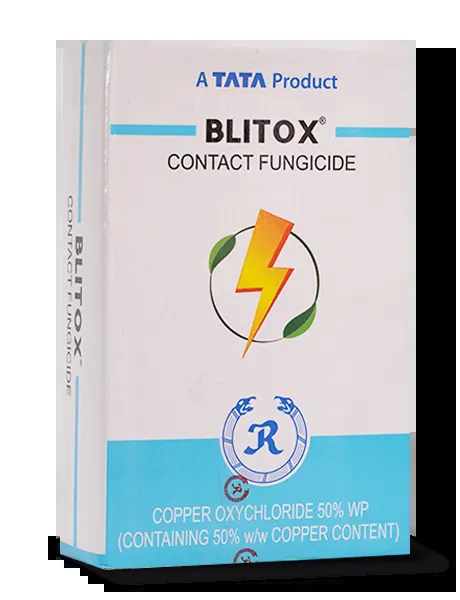 A TATA Product
BLITOX®
CONTACT FUNGICIDE
R
COPPER OXYCHLORIDE 50% WP
(CONTAINING 50% w/w COPPER CONTENT)
BLITOX®
CONTACT FUNGICIDE